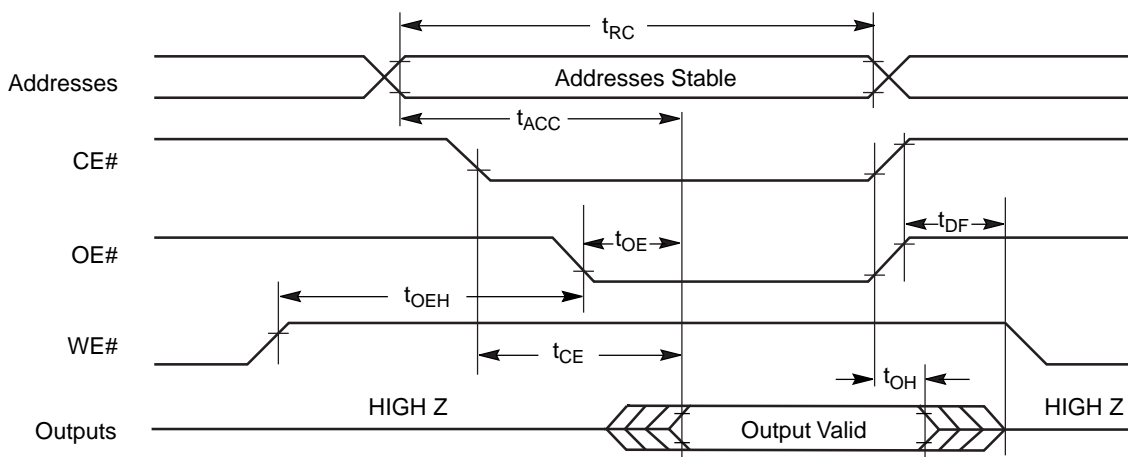 tRC
Addresses
Addresses Stable
tACC
CE#
tDF
tOE
OE#
tOEH
WE#
tCE
tOH
HIGH Z
HIGH Z
Outputs
Output Valid